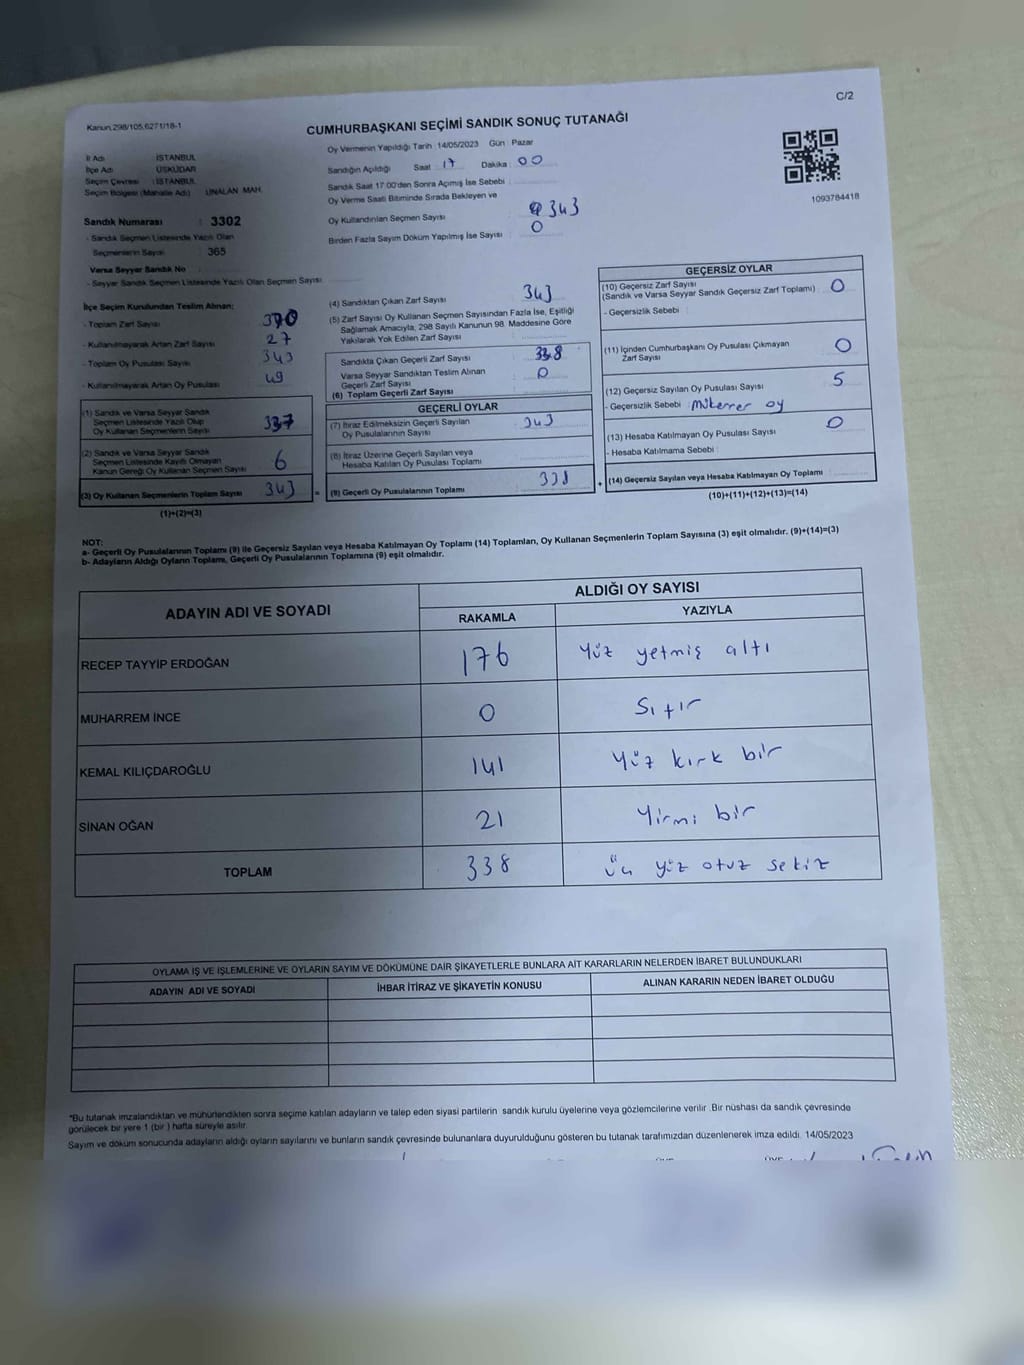 C/2
Kanun.298/105,6271/18-1
CUMHURBAŞKANI SEÇİMİ SANDIK SONUÇ TUTANAĞI
İl Adı : İSTANBUL
İlçe Adı : ÜSKÜDAR
Seçim Çevresi : İSTANBUL
Seçim Bölgesi (Mahalle Adı) : ÜNALAN MAH.
Sandık Numarası : 3302
- Sandık Seçmen Listesinde Yazılı Olan
Seçmenlerin Sayısı : 365
Varsa Seyyar Sandık No
- Seyyar Sandık Seçmen Listesinde Yazılı Olan Seçmen Sayısı
Oy Vermenin Yapıldığı Tarih 14/05/2023 Gün Pazar
Sandığın Açıldığı Saat : 17 Dakika : 00
Sandık Saat 17:00'den Sonra Açımış İse Sebebi :
Oy Verme Saati Bitiminde Sırada Bekleyen ve
Oy Kullandırılan Seçmen Sayısı : 343
Birden Fazla Sayım Döküm Yapılmış İse Sayısı : 0
1093784418
İlçe Seçim Kurulundan Teslim Alınan:
- Toplam Zarf Sayısı : 370
- Kullanılmayarak Artan Zarf Sayısı : 27
- Toplam Oy Pusulası Sayısı : 343
- Kullanılmayarak Artan Oy Pusulası : 49
(1) Sandık ve Varsa Seyyar Sandık
Seçmen Listesinde Yazılı Olup
Oy Kullanan Seçmenlerin Sayısı : 337
(2) Sandık ve Varsa Seyyar Sandık
Seçmen Listesinde Kayıtlı Olmayan
Kanun Gereği Oy Kullanan Seçmen Sayısı : 6
(3) Oy Kullanan Seçmenlerin Toplam Sayısı 343
(1)+(2)=(3)
(4) Sandıktan Çıkan Zarf Sayısı : 343
(5) Zarf Sayısı Oy Kullanan Seçmen Sayısından Fazla İse, Eşitliği
Sağlamak Amacıyla; 298 Sayılı Kanunun 98. Maddesine Göre
Yakılarak Yok Edilen Zarf Sayısı :
Sandıkta Çıkan Geçerli Zarf Sayısı : 338
Varsa Seyyar Sandıktan Teslim Alınan
Geçerli Zarf Sayısı : 0
(6) Toplam Geçerli Zarf Sayısı :
GEÇERLİ OYLAR
(7) İtiraz Edilmeksizin Geçerli Sayılan
Oy Pusulalarının Sayısı : 343
(8) İtiraz Üzerine Geçerli Sayılan veya
Hesaba Katılan Oy Pusulası Toplamı :
= (9) Geçerli Oy Pusulalarının Toplamı : 338
GEÇERSİZ OYLAR
(10) Geçersiz Zarf Sayısı
(Sandık ve Varsa Seyyar Sandık Geçersiz Zarf Toplamı) : 0
- Geçersizlik Sebebi :
(11) İçinden Cumhurbaşkanı Oy Pusulası Çıkmayan
Zarf Sayısı : 0
(12) Geçersiz Sayılan Oy Pusulası Sayısı : 5
- Geçersizlik Sebebi : mükerrer oy
(13) Hesaba Katılmayan Oy Pusulası Sayısı : 0
- Hesaba Katılmama Sebebi :
+ (14) Geçersiz Sayılan veya Hesaba Katılmayan Oy Toplamı :
(10)+(11)+(12)+(13)=(14)
NOT:
a- Geçerli Oy Pusulalarının Toplamı (9) ile Geçersiz Sayılan veya Hesaba Katılmayan Oy Toplamı (14) Toplamları, Oy Kullanan Seçmenlerin Toplam Sayısına (3) eşit olmalıdır. (9)+(14)=(3)
b- Adayların Aldığı Oyların Toplamı, Geçerli Oy Pusulalarının Toplamına (9) eşit olmalıdır.
ADAYIN ADI VE SOYADI
ALDIĞI OY SAYISI
RAKAMLA YAZIYLA
RECEP TAYYİP ERDOĞAN 176 Yüz yetmiş altı
MUHARREM İNCE 0 Sıfır
KEMAL KILIÇDAROĞLU 141 Yüz kırk bir
SİNAN OĞAN 21 Yirmi bir
TOPLAM 338 üç yüz otuz sekiz
OYLAMA İŞ VE İŞLEMLERİNE VE OYLARIN SAYIM VE DÖKÜMÜNE DAİR ŞİKAYETLERLE BUNLARA AİT KARARLARIN NELERDEN İBARET BULUNDUKLARI
ADAYIN ADI VE SOYADI İHBAR İTİRAZ VE ŞİKAYETİN KONUSU ALINAN KARARIN NEDEN İBARET OLDUĞU
*Bu tutanak imzalandıktan ve mühürlendikten sonra seçime katılan adayların ve talep eden siyasi partilerin sandık kurulu üyelerine veya gözlemcilerine verilir. Bir nüshası da sandık çevresinde
görülecek bir yere 1 (bir ) hafta süreyle asılır.
Sayım ve döküm sonucunda adayların aldığı oyların sayılarını ve bunların sandık çevresinde bulunanlara duyurulduğunu gösteren bu tutanak tarafımızdan düzenlenerek imza edildi. 14/05/2023